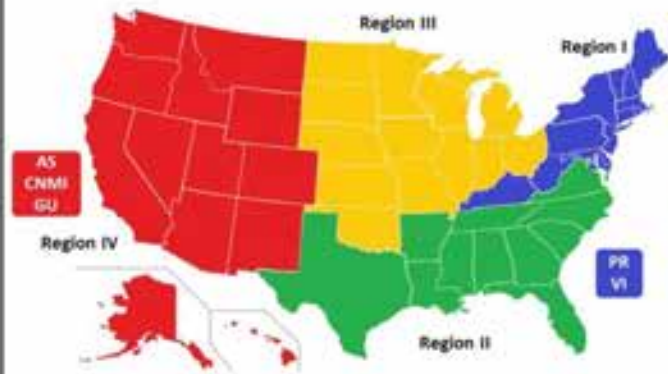 Region III
Region I
AS
CNMI
GU
Region IV
PR
VI
Region II